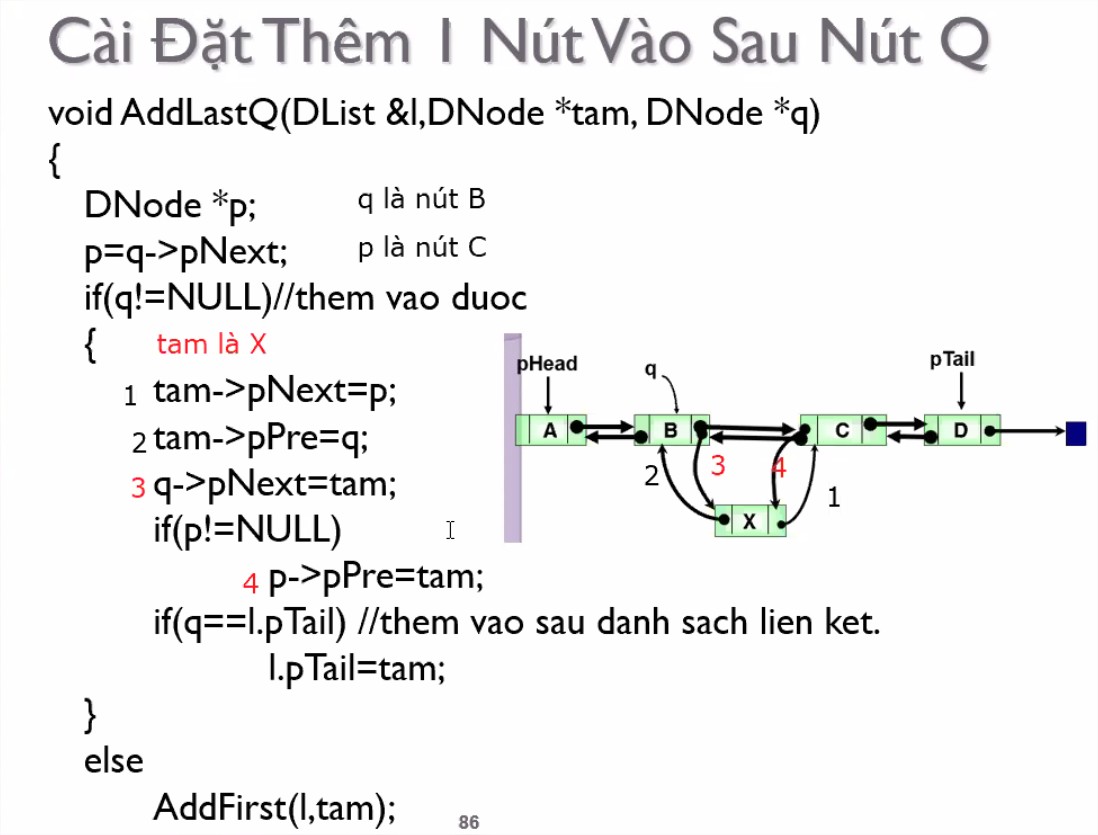 Cài Đặt Thêm 1 Nút Vào Sau Nút Q
void AddLastQ(DList &l,DNode *tam, DNode *q)
{
DNode *p; q là nút B
p=q->pNext; p là nút C
if(q!=NULL)//them vao duoc
{ tam là X
1 tam->pNext=p;
2 tam->pPre=q;
3 q->pNext=tam;
if(p!=NULL)
4 p->pPre=tam;
if(q==l.pTail) //them vao sau danh sach lien ket.
l.pTail=tam;
}
else
AddFirst(l,tam);
pHead q pTail
A B C D
2 3 4 1
X
86